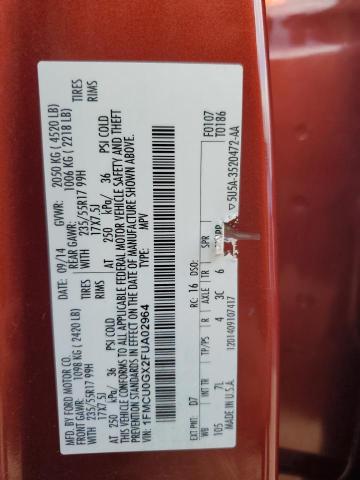 MFD. BY FORD MOTOR CO.
DATE: 09/14 GVWR: 2050 KG ( 4520 LB)
FRONT GAWR: 1098 KG ( 2420 LB) REAR GAWR: 1006 KG ( 2218 LB)
WITH 235/55R17 99H TIRES WITH 235/55R17 99H TIRES
17X7.5J RIMS 17X7.5J RIMS
AT 250 kPa/ 36 PSI COLD AT 250 kPa/ 36 PSI COLD
THIS VEHICLE CONFORMS TO ALL APPLICABLE FEDERAL MOTOR VEHICLE SAFETY AND THEFT
PREVENTION STANDARDS IN EFFECT ON THE DATE OF MANUFACTURE SHOWN ABOVE.
VIN: 1FMCU0GX2FUA02964
TYPE: MPV
F0107
T0186
EXT PNT: D7 RC: 16 DSO:
WB INT TR TP/PS R AXLE TR SPR
105 7L 4 3C 6
1201409107417
MADE IN U.S.A.
5U5A-3520472-AA